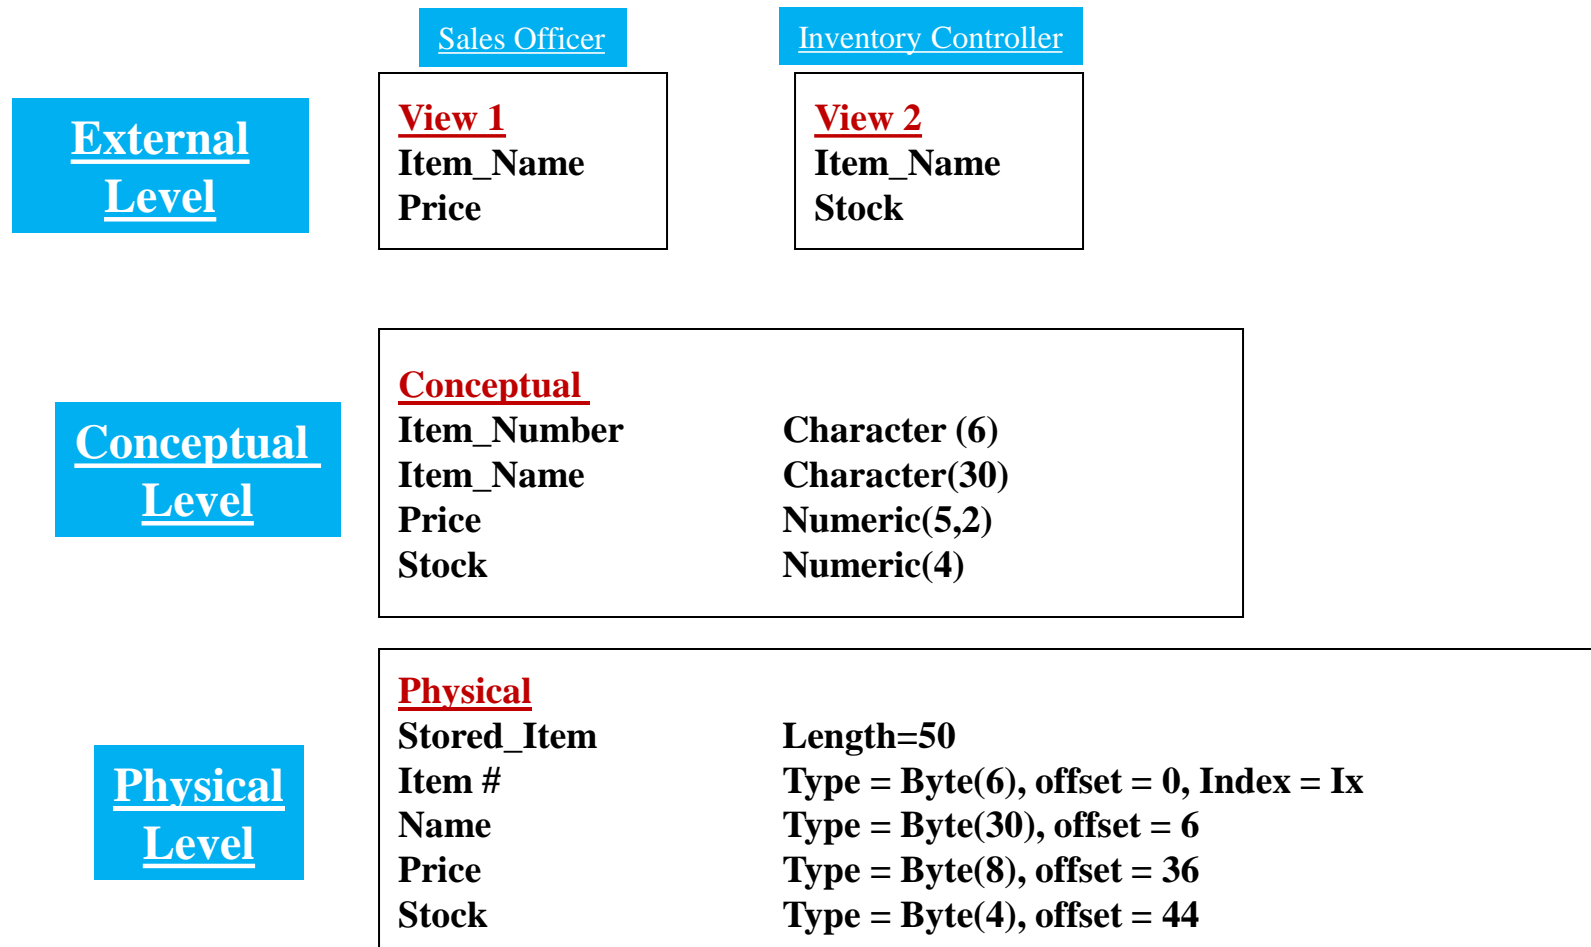 Sales Officer
Inventory Controller
External
Level
View 1
Item_Name
Price
View 2
Item_Name
Stock
Conceptual
Level
Conceptual
Item_Number Character (6)
Item_Name Character(30)
Price Numeric(5,2)
Stock Numeric(4)
Physical
Level
Physical
Stored_Item Length=50
Item # Type = Byte(6), offset = 0, Index = Ix
Name Type = Byte(30), offset = 6
Price Type = Byte(8), offset = 36
Stock Type = Byte(4), offset = 44